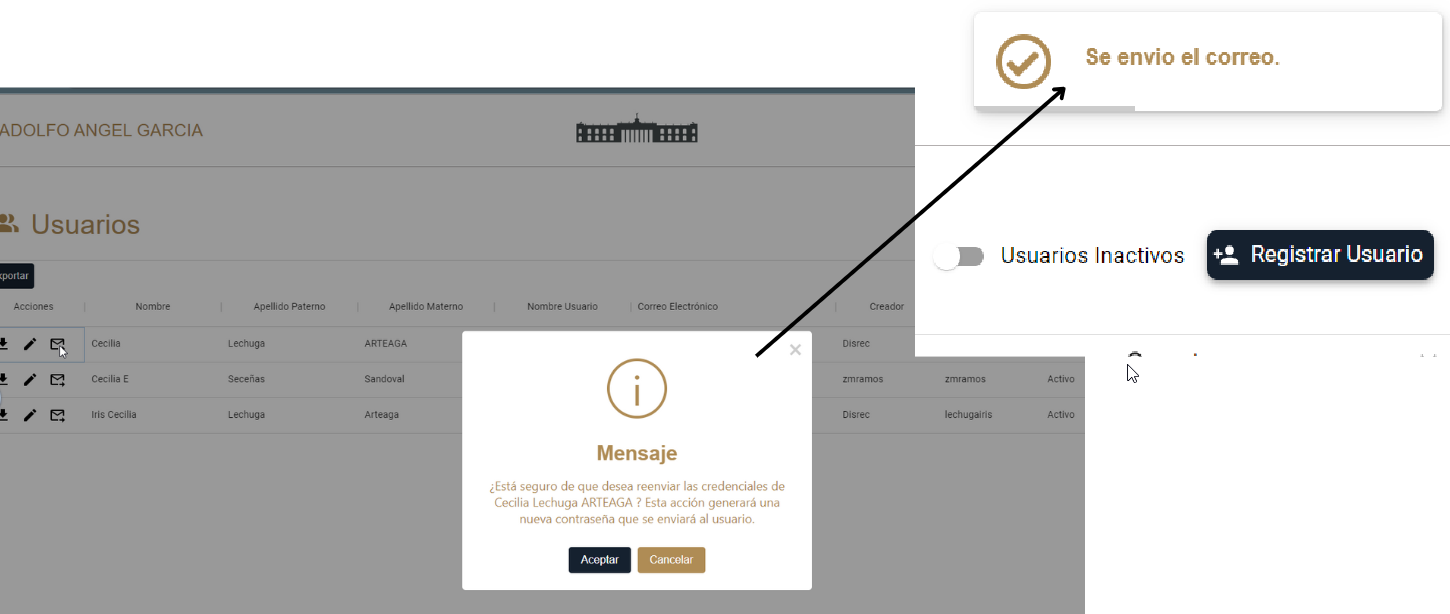 Se envio el correo.
ADOLFO ANGEL GARCIA
Usuarios
Usuarios Inactivos
Registrar Usuario
xportar
Acciones Nombre Apellido Paterno Apellido Materno Nombre Usuario Correo Electrónico Creador
Cecilia Lechuga ARTEAGA Disrec
Cecilia E Seceñas Sandoval zmramos zmramos Activo
Iris Cecilia Lechuga Arteaga Disrec lechugairis Activo
Mensaje
¿Está seguro de que desea reenviar las credenciales de
Cecilia Lechuga ARTEAGA ? Esta acción generará una
nueva contraseña que se enviará al usuario.
Aceptar Cancelar